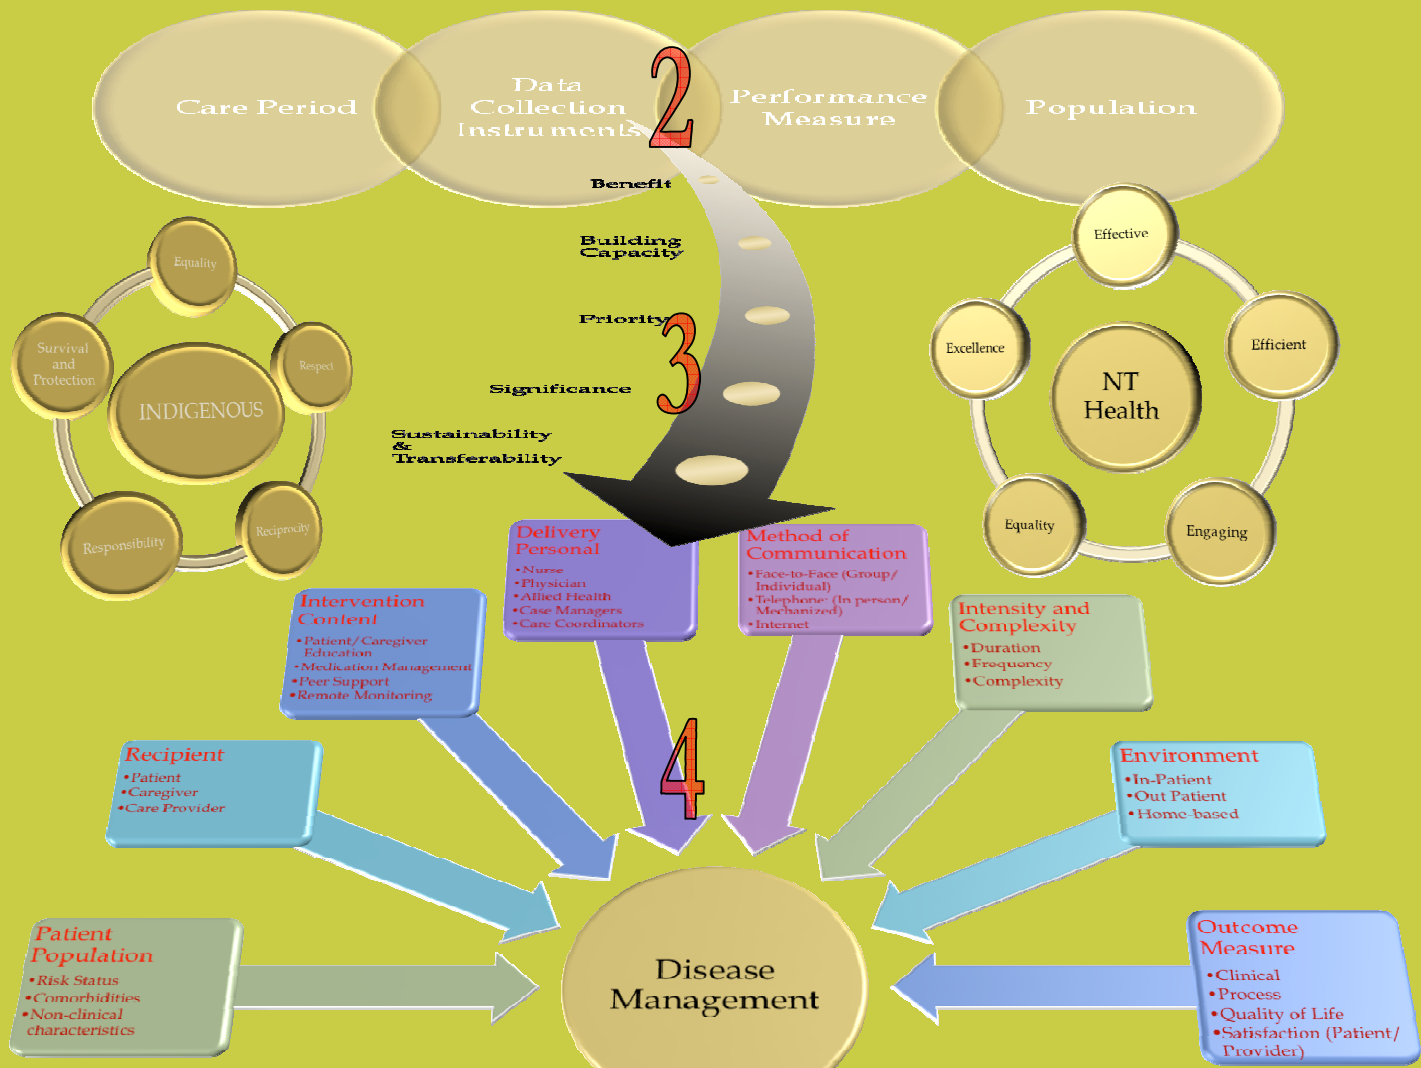 Care Period
Data
Collection
Instruments
Performance
Measure
Population
2
Benefit
Building
Capacity
Priority
3
Significance
Sustainability
&
Transferability
Equality
Respect
Reciprocity
Responsibility
Survival
and
Protection
INDIGENOUS
Effective
Efficient
Engaging
Equality
Excellence
NT
Health
Patient
Population
•Risk Status
•Comorbidities
•Non-clinical
characteristics
Recipient
•Patient
•Caregiver
•Care Provider
Intervention
Content
•Patient/Caregiver
Education
•Medication Management
•Peer Support
•Remote Monitoring
Delivery
Personal
•Nurse
•Physician
•Allied Health
•Case Managers
•Care Coordinators
Method of
Communication
•Face-to-Face (Group/
Individual)
•Telephone: (In person/
Mechanized)
•Internet
Intensity and
Complexity
•Duration
•Frequency
•Complexity
Environment
•In-Patient
•Out Patient
•Home-based
Outcome
Measure
•Clinical
•Process
•Quality of Life
•Satisfaction (Patient/
Provider)
4
Disease
Management